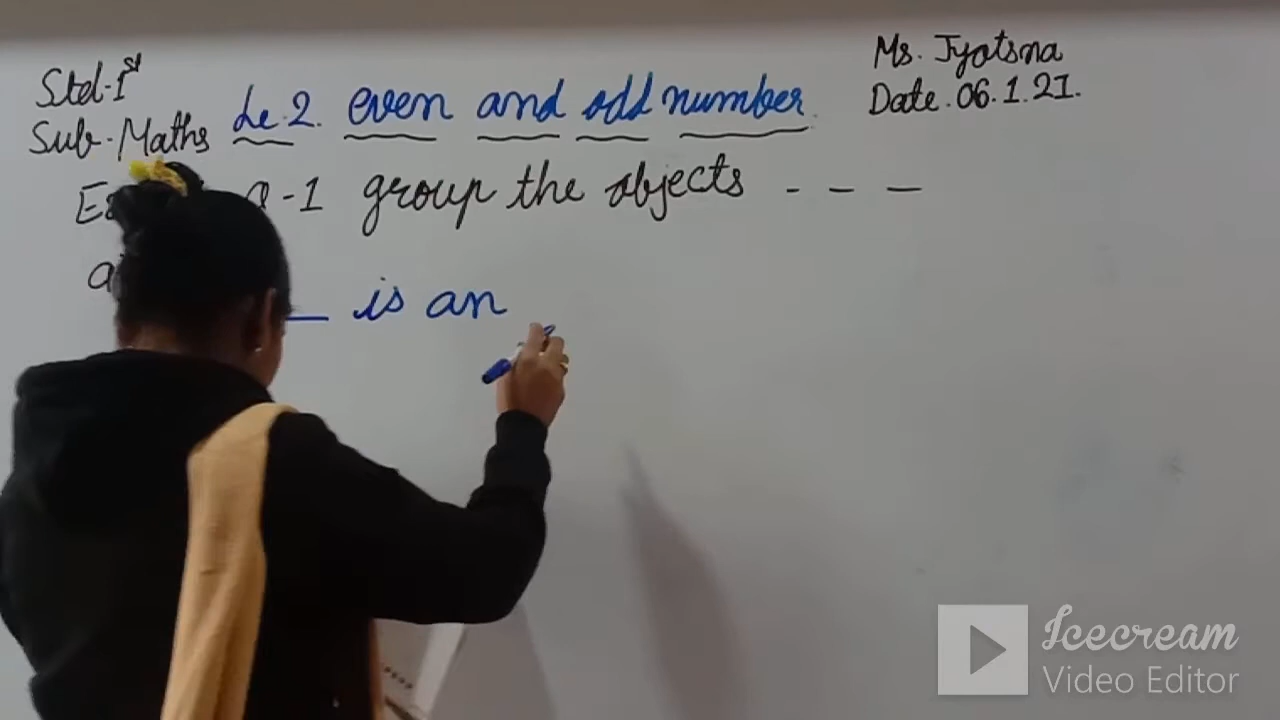 Std-1st
Sub-Maths
Le.2. even and odd number.
Ms. Jyotsna
Date.06.1.21.
Q-1 group the objects - - -
__ is an
Icecream
Video Editor